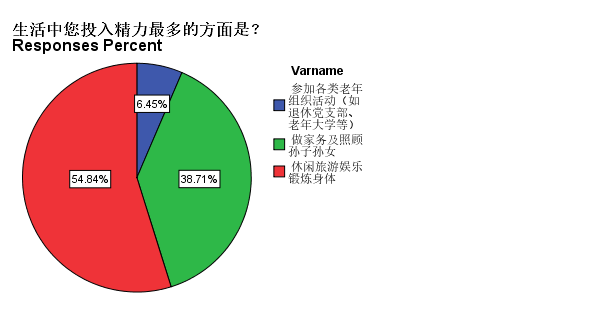 生活中您投入精力最多的方面是?
Responses Percent
Varname
参加各类老年
组织活动（如
退休党支部、
老年大学等）
做家务及照顾
孙子孙女
休闲旅游娱乐
锻炼身体
6.45%
38.71%
54.84%